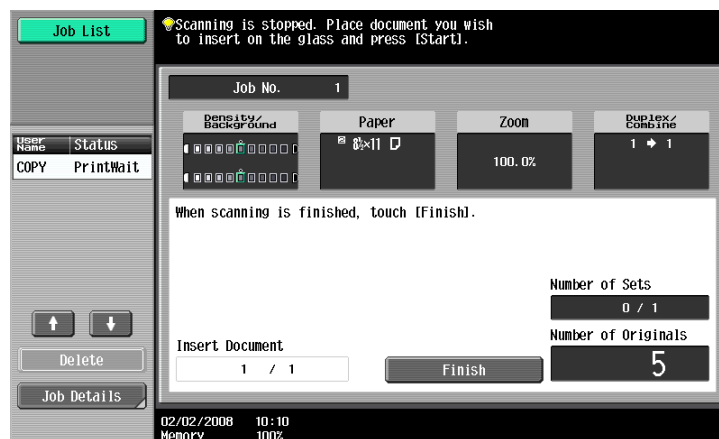 Job List
Scanning is stopped. Place document you wish
to insert on the glass and press [Start].
Job No. 1
Density/
Background
Paper
Zoom
Duplex/
Combine
2 8½×11
100.0%
1 → 1
User
Name
Status
COPY PrintWait
When scanning is finished, touch [Finish].
Number of Sets
0 / 1
Number of Originals
5
Insert Document
1 / 1
Finish
Delete
Job Details
02/02/2008 10:10
Memory 100%